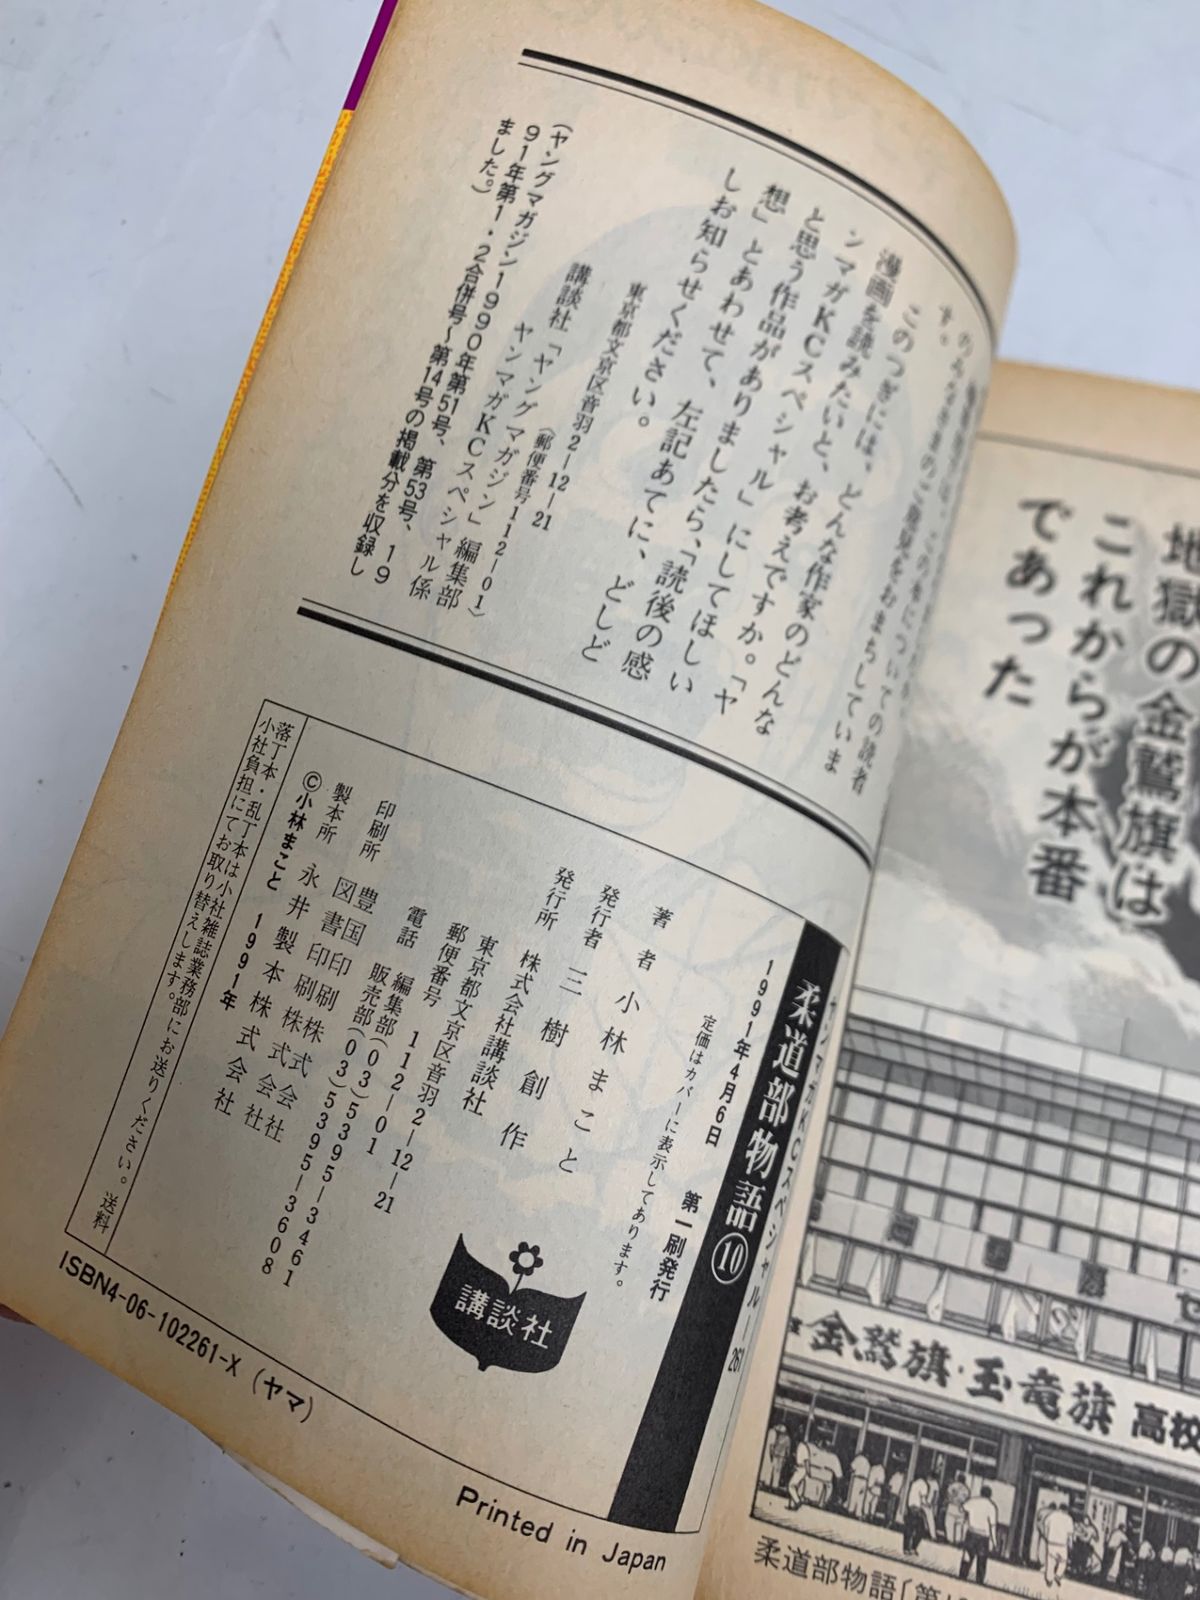 地獄の金鷲旗は
これからが本番
であった
金鷲旗・玉竜旗 高校
柔道部物語
す。
このつぎには、どんな作家のどんな
漫画を読みたいと、お考えですか。「ヤ
ンマガKCスペシャル」にしてほしい
と思う作品がありましたら、「読後の感
想」とあわせて、左記あてに、どしど
しお知らせください。
東京都文京区音羽2-12-21
(郵便番号112-01)
講談社「ヤングマガジン」編集部
ヤンマガKCスペシャル係
(ヤングマガジン1990年第51号、第53号、19
91年第1・2合併号〜第14号の掲載分を収録し
ました。)
ヤンマガKCスペシャル-261
柔道部物語⑩
1991年4月6日 第一刷発行
定価はカバーに表示してあります。
著者 小林まこと
発行者 三樹創作
発行所 株式会社講談社
東京都文京区音羽2-12-21
郵便番号 112-01
電話 編集部(03)5395-3461
販売部(03)5395-3608
印刷所 豊国印刷株式会社
図書印刷株式会社
製本所 永井製本株式会社
©小林まこと 1991年
落丁本・乱丁本は小社雑誌業務部にお送りください。送料
小社負担にてお取り替えします。
講談社
ISBN4-06-102261-X (ヤマ)
Printed in Japan